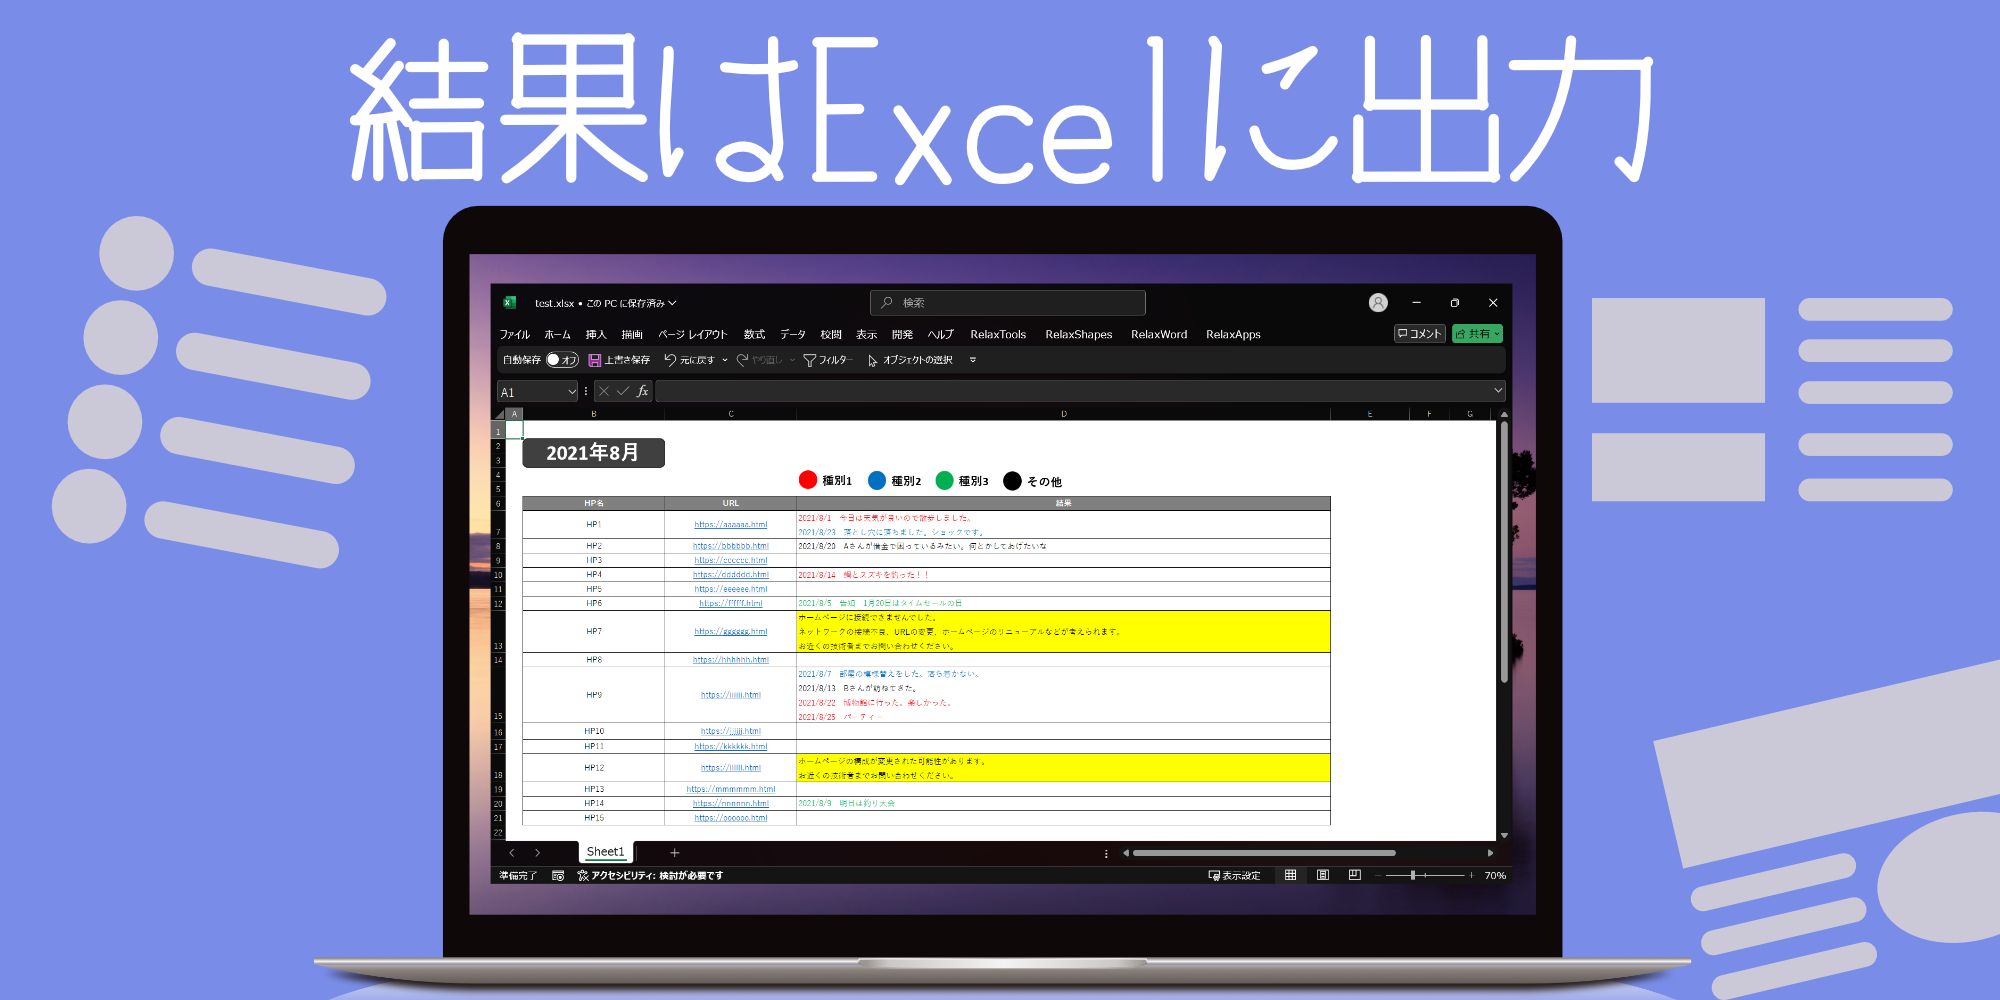 結果はExcelに出力
test.xlsx • この PC に保存済み
検索
ファイル ホーム 挿入 描画 ページ レイアウト 数式 データ 校閲 表示 開発 ヘルプ RelaxTools RelaxShapes RelaxWord RelaxApps コメント 共有
自動保存 オフ 上書き保存 元に戻す やり直し フィルター オブジェクトの選択
A1 fx
A B C D E F G
1
2 2021年8月
3
4 種別1 種別2 種別3 その他
5
6 HP名 URL 結果
2021/8/1 今日は天気が良いので散歩しました。
7 HP1 https://aaaaaa.html
2021/8/23 落とし穴に落ちました。ショックです。
8 HP2 https://bbbbbb.html 2021/8/20 Aさんが借金で困っているみたい。何とかしてあげたいな
9 HP3 https://cccccc.html
10 HP4 https://dddddd.html 2021/8/14 鯛とスズキを釣った！！
11 HP5 https://eeeeee.html
12 HP6 https://ffffff.html 2021/8/5 告知 1月20日はタイムセールの日
ホームページに接続できませんでした。
13 HP7 https://gggggg.html ネットワークの接続不良、URLの変更、ホームページのリニューアルなどが考えられます。
お近くの技術者までお問い合わせください。
14 HP8 https://hhhhhh.html
2021/8/7 部屋の模様替えをした。落ち着かない。
2021/8/13 Bさんが訪ねてきた。
15 HP9 https://iiiiii.html
2021/8/22 博物館に行った。楽しかった。
2021/8/25 パーティー
16 HP10 https://jjjjjj.html
17 HP11 https://kkkkkk.html
ホームページの構成が変更された可能性があります。
18 HP12 https://llllll.html
お近くの技術者までお問い合わせください。
19 HP13 https://mmmmmm.html
20 HP14 https://nnnnnn.html 2021/8/9 明日は釣り大会
21 HP15 https://oooooo.html
22
Sheet1
準備完了 アクセシビリティ: 検討が必要です 表示設定 70%